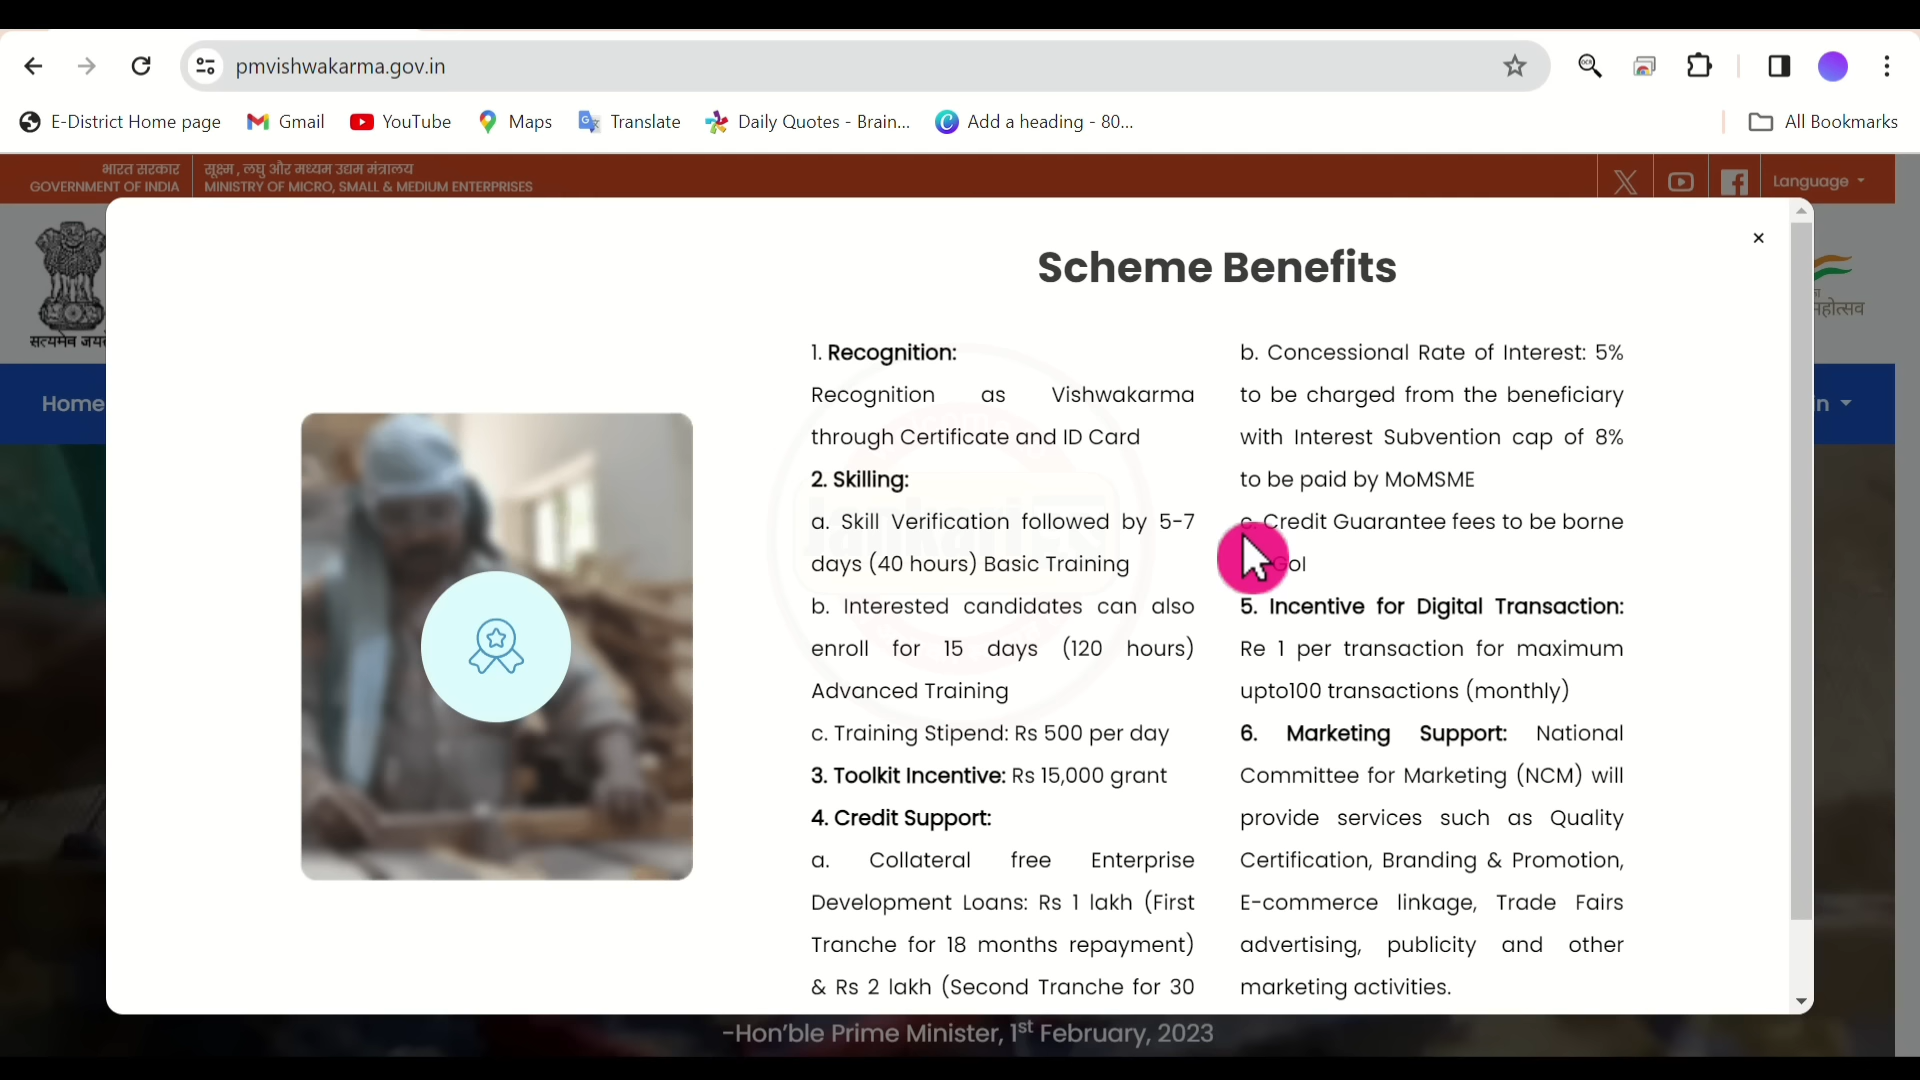 pmvishwakarma.gov.in
E-District Home page
Gmail
YouTube
Maps
Translate
Daily Quotes - Brain...
Add a heading - 80...
All Bookmarks
भारत सरकार
GOVERNMENT OF INDIA
सूक्ष्म , लघु और मध्यम उद्यम मंत्रालय
MINISTRY OF MICRO, SMALL & MEDIUM ENTERPRISES
Language
Home
Scheme Benefits
1. Recognition:
Recognition as Vishwakarma
through Certificate and ID Card
2. Skilling:
a. Skill Verification followed by 5-7
days (40 hours) Basic Training
b. Interested candidates can also
enroll for 15 days (120 hours)
Advanced Training
c. Training Stipend: Rs 500 per day
3. Toolkit Incentive: Rs 15,000 grant
4. Credit Support:
a. Collateral free Enterprise
Development Loans: Rs 1 lakh (First
Tranche for 18 months repayment)
& Rs 2 lakh (Second Tranche for 30
b. Concessional Rate of Interest: 5%
to be charged from the beneficiary
with Interest Subvention cap of 8%
to be paid by MoMSME
c. Credit Guarantee fees to be borne
GoI
5. Incentive for Digital Transaction:
Re 1 per transaction for maximum
upto100 transactions (monthly)
6. Marketing Support: National
Committee for Marketing (NCM) will
provide services such as Quality
Certification, Branding & Promotion,
E-commerce linkage, Trade Fairs
advertising, publicity and other
marketing activities.
-Hon'ble Prime Minister, 1st February, 2023